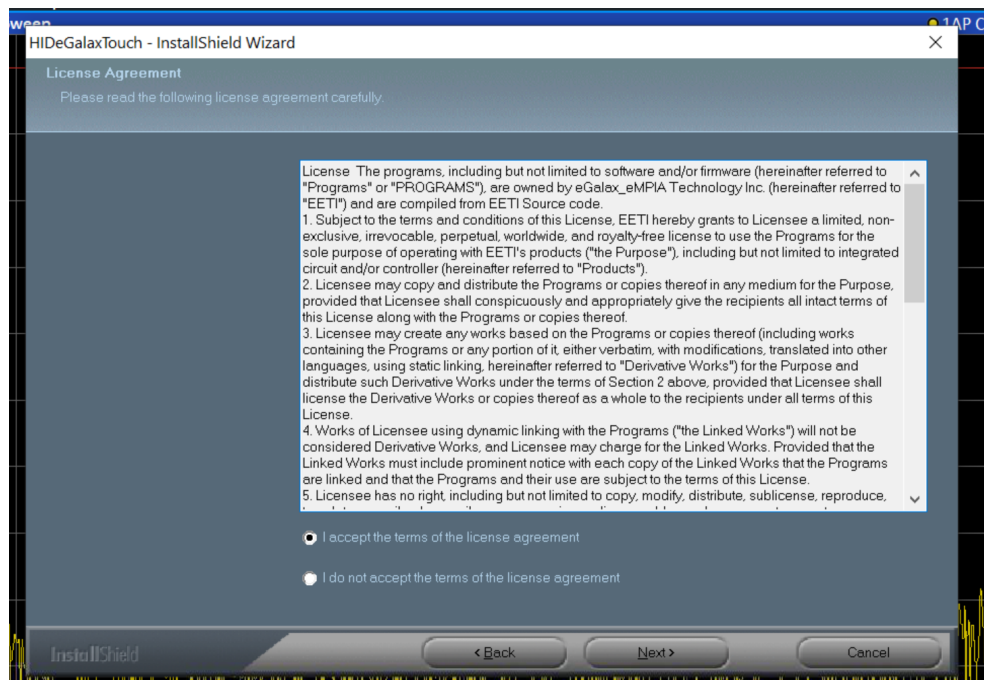 ween
1AP C
HIDeGalaxTouch - InstallShield Wizard
License Agreement
Please read the following license agreement carefully.
License The programs, including but not limited to software and/or firmware (hereinafter referred to
"Programs" or "PROGRAMS"), are owned by eGalax_eMPIA Technology Inc. (hereinafter referred to
"EETI") and are compiled from EETI Source code.
1. Subject to the terms and conditions of this License, EETI hereby grants to Licensee a limited, non-
exclusive, irrevocable, perpetual, worldwide, and royalty-free license to use the Programs for the
sole purpose of operating with EETI's products ("the Purpose"), including but not limited to integrated
circuit and/or controller (hereinafter referred to "Products").
2. Licensee may copy and distribute the Programs or copies thereof in any medium for the Purpose,
provided that Licensee shall conspicuously and appropriately give the recipients all intact terms of
this License along with the Programs or copies thereof.
3. Licensee may create any works based on the Programs or copies thereof (including works
containing the Programs or any portion of it, either verbatim, with modifications, translated into other
languages, using static linking, hereinafter referred to "Derivative Works") for the Purpose and
distribute such Derivative Works under the terms of Section 2 above, provided that Licensee shall
license the Derivative Works or copies thereof as a whole to the recipients under all terms of this
License.
4. Works of Licensee using dynamic linking with the Programs ("the Linked Works") will not be
considered Derivative Works, and Licensee may charge for the Linked Works. Provided that the
Linked Works must include prominent notice with each copy of the Linked Works that the Programs
are linked and that the Programs and their use are subject to the terms of this License.
5. Licensee has no right, including but not limited to copy, modify, distribute, sublicense, reproduce,
I accept the terms of the license agreement
I do not accept the terms of the license agreement
InstallShield
< Back
Next >
Cancel